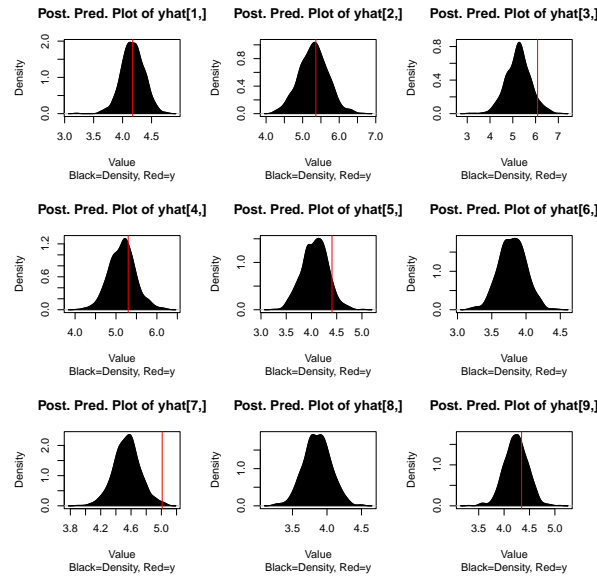 Post. Pred. Plot of yhat[1,]
Density
0.0 1.0 2.0
3.0 3.5 4.0 4.5
Value
Black=Density, Red=y
Post. Pred. Plot of yhat[2,]
Density
0.0 0.4 0.8
4.0 5.0 6.0 7.0
Value
Black=Density, Red=y
Post. Pred. Plot of yhat[3,]
Density
0.0 0.4 0.8
3 4 5 6 7
Value
Black=Density, Red=y
Post. Pred. Plot of yhat[4,]
Density
0.0 0.6 1.2
4.0 5.0 6.0
Value
Black=Density, Red=y
Post. Pred. Plot of yhat[5,]
Density
0.0 1.0
3.0 3.5 4.0 4.5 5.0
Value
Black=Density, Red=y
Post. Pred. Plot of yhat[6,]
Density
0.0 1.0
3.0 3.5 4.0 4.5
Value
Black=Density, Red=y
Post. Pred. Plot of yhat[7,]
Density
0.0 1.0 2.0
3.8 4.2 4.6 5.0
Value
Black=Density, Red=y
Post. Pred. Plot of yhat[8,]
Density
0.0 1.0
3.5 4.0 4.5
Value
Black=Density, Red=y
Post. Pred. Plot of yhat[9,]
Density
0.0 1.0
3.5 4.0 4.5 5.0
Value
Black=Density, Red=y